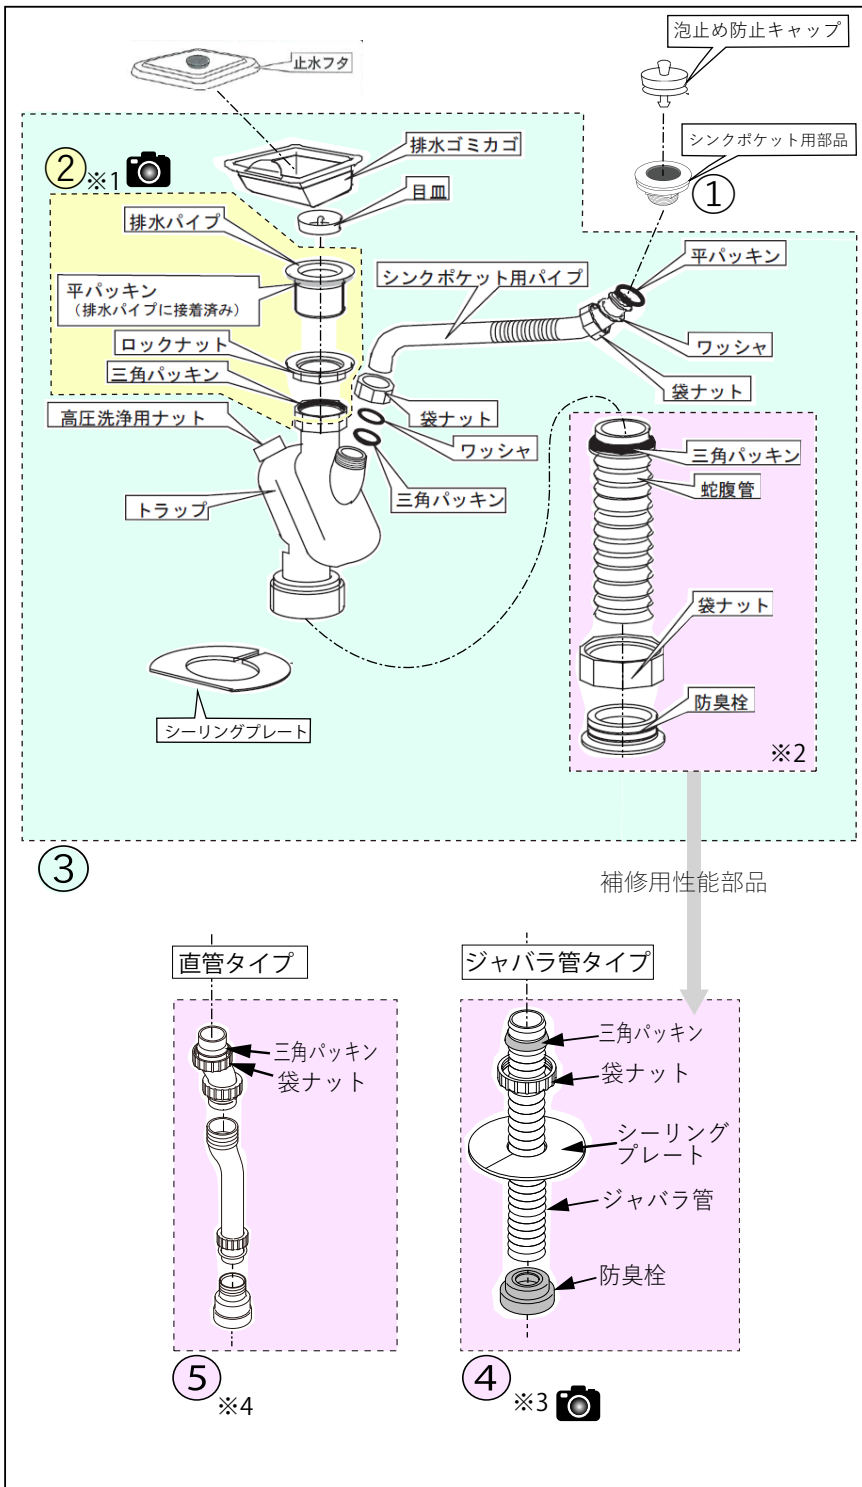 泡止め防止キャップ
止水フタ
シンクポケット用部品
①
排水ゴミカゴ
②
※1
目皿
排水パイプ
平パッキン
シンクポケット用パイプ
平パッキン
（排水パイプに接着済み）
ワッシャ
ロックナット
三角パッキン
袋ナット
高圧洗浄用ナット
袋ナット
ワッシャ
三角パッキン
三角パッキン
蛇腹管
トラップ
袋ナット
防臭栓
シーリングプレート
※2
③
補修用性能部品
直管タイプ
ジャバラ管タイプ
三角パッキン
袋ナット
三角パッキン
袋ナット
シーリング
プレート
ジャバラ管
防臭栓
⑤
※4
④
※3